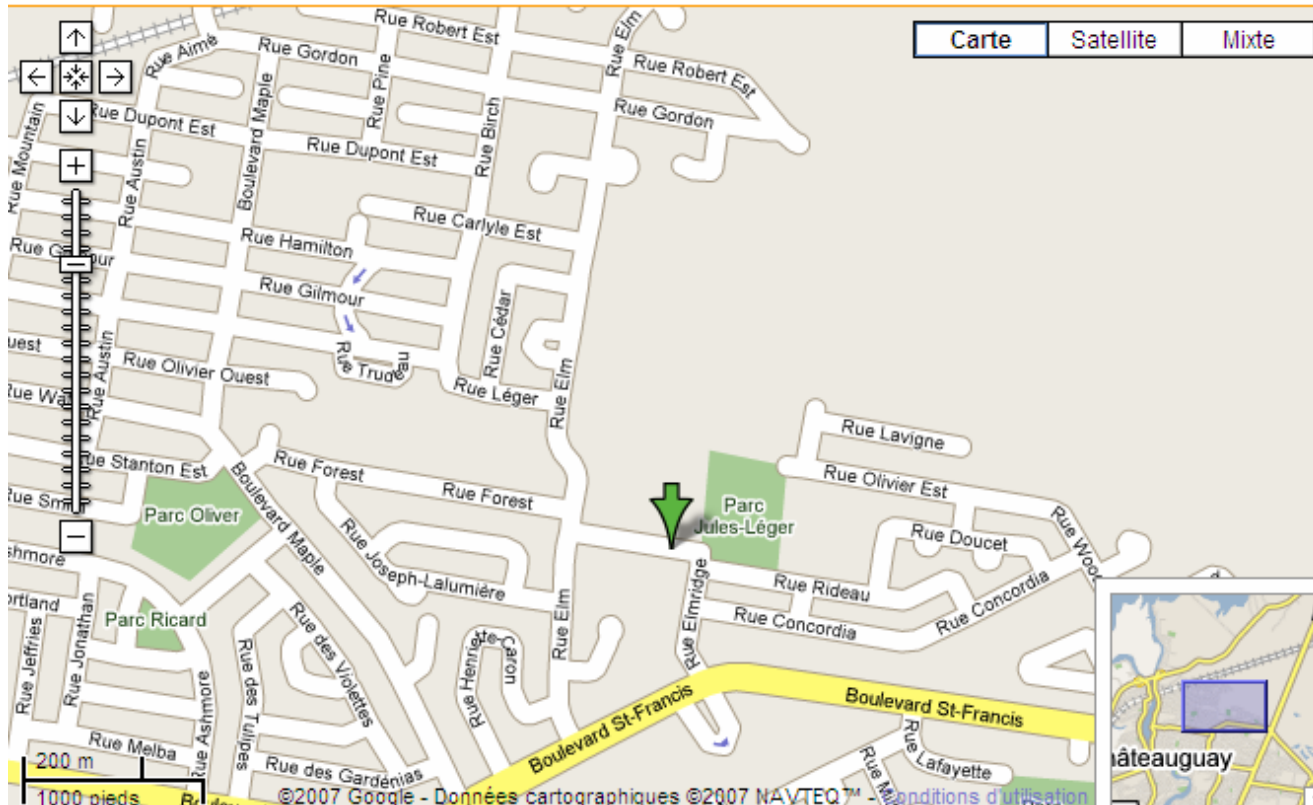 Carte
Satellite
Mixte
Rue Robert Est
Rue Elm
Rue Aimé
Rue Gordon
Rue Pine
Rue Robert Est
Rue Gordon
Rue Mountain
Rue Dupont Est
Boulevard Maple
Rue Birch
Rue Dupont Est
Rue Austin
Rue Carlyle Est
Rue Hamilton
Rue Gilmour
Rue Cédar
Rue Trudeau
Rue Olivier Ouest
Rue Austin
Rue Léger
Rue Elm
Rue Lavigne
Rue Stanton Est
Rue Forest
Rue Forest
Rue Olivier Est
Boulevard Maple
Parc Oliver
Parc
Jules-Léger
Rue Doucet
Rue Joseph-Lalumière
Rue Rideau
Rue Concordia
Rue Elmridge
Rue Concordia
Rue Elm
Parc Ricard
Rue Jeffries
Rue Jonathan
Rue des Violettes
Rue des Tulipes
Rue Ashmore
Boulevard St-Francis
Boulevard St-Francis
Rue Melba
Rue des Gardénias
Rue Lafayette
200 m
1000 pieds
hâteauguay
©2007 Google - Données cartographiques ©2007 NAVTEQ™ - Conditions d'utilisation